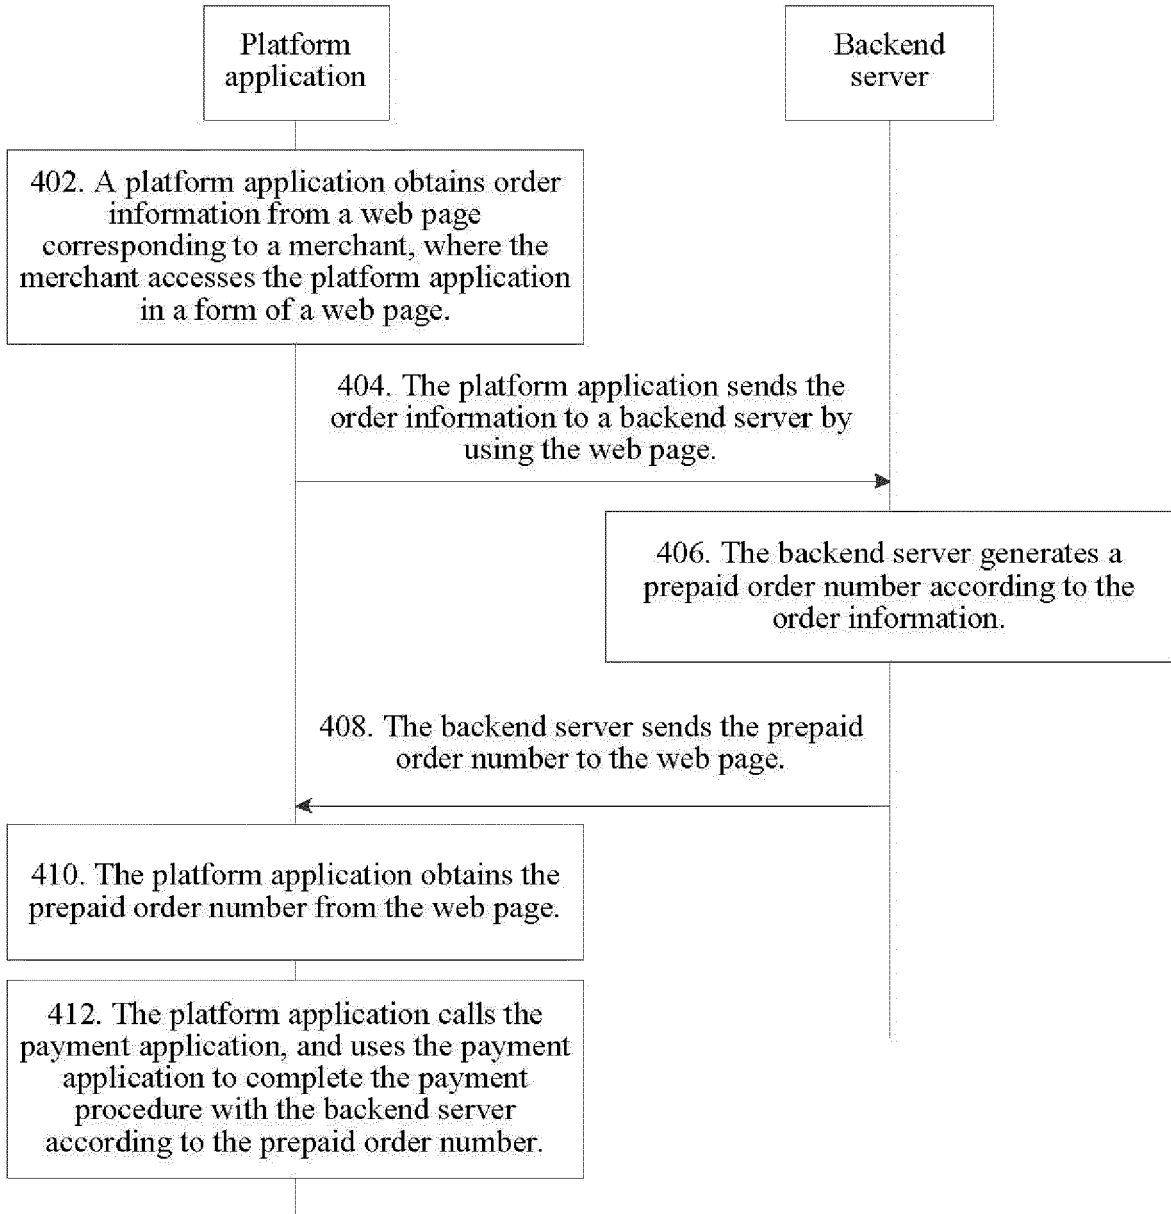 Platform
application
Backend
server
402. A platform application obtains order
information from a web page
corresponding to a merchant, where the
merchant accesses the platform application
in a form of a web page.
404. The platform application sends the
order information to a backend server by
using the web page.
406. The backend server generates a
prepaid order number according to the
order information.
408. The backend server sends the prepaid
order number to the web page.
410. The platform application obtains the
prepaid order number from the web page.
412. The platform application calls the
payment application, and uses the payment
application to complete the payment
procedure with the backend server
according to the prepaid order number.